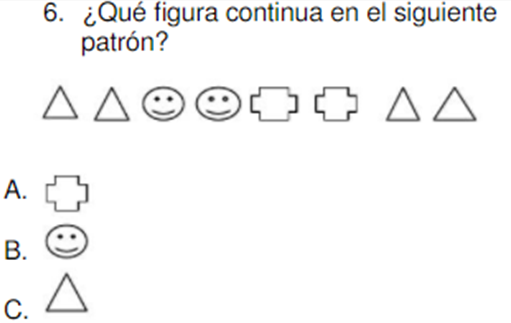 6. ¿Qué figura continua en el siguiente
patrón?
A.
B.
C.